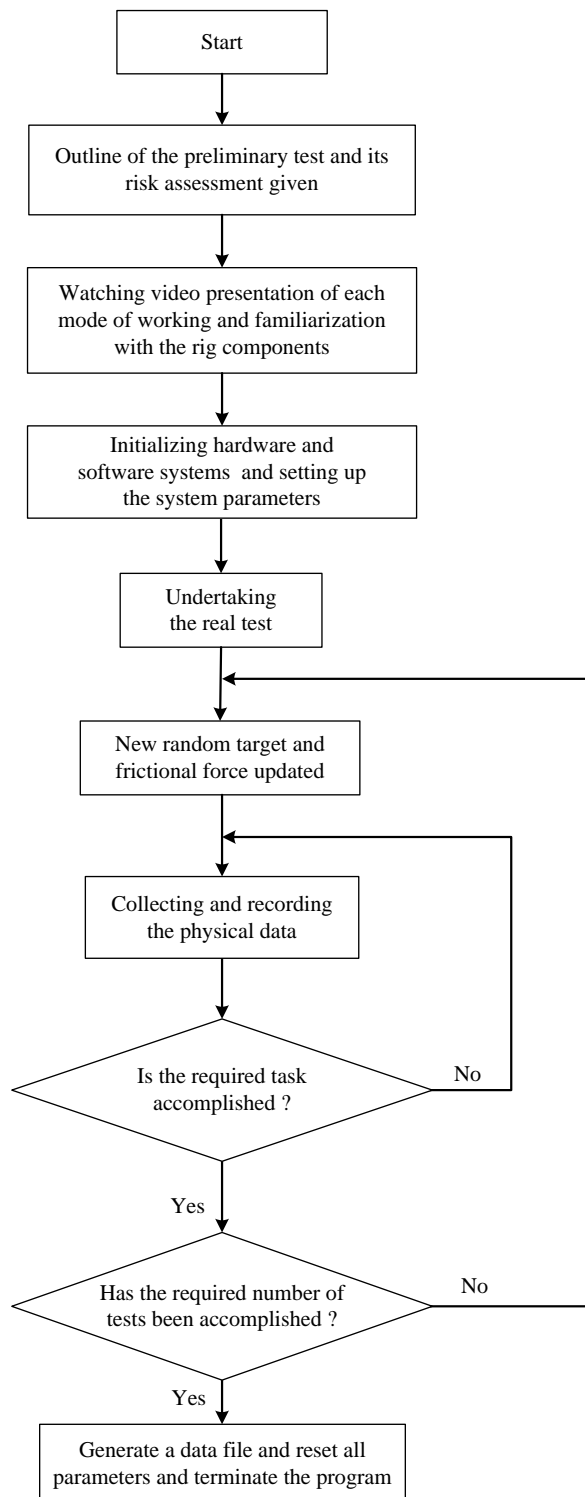 Start
Outline of the preliminary test and its
risk assessment given
Watching video presentation of each
mode of working and familiarization
with the rig components
Initializing hardware and
software systems and setting up
the system parameters
Undertaking
the real test
New random target and
frictional force updated
Collecting and recording
the physical data
Is the required task
accomplished ?
No
Yes
Has the required number of
tests been accomplished ?
No
Yes
Generate a data file and reset all
parameters and terminate the program